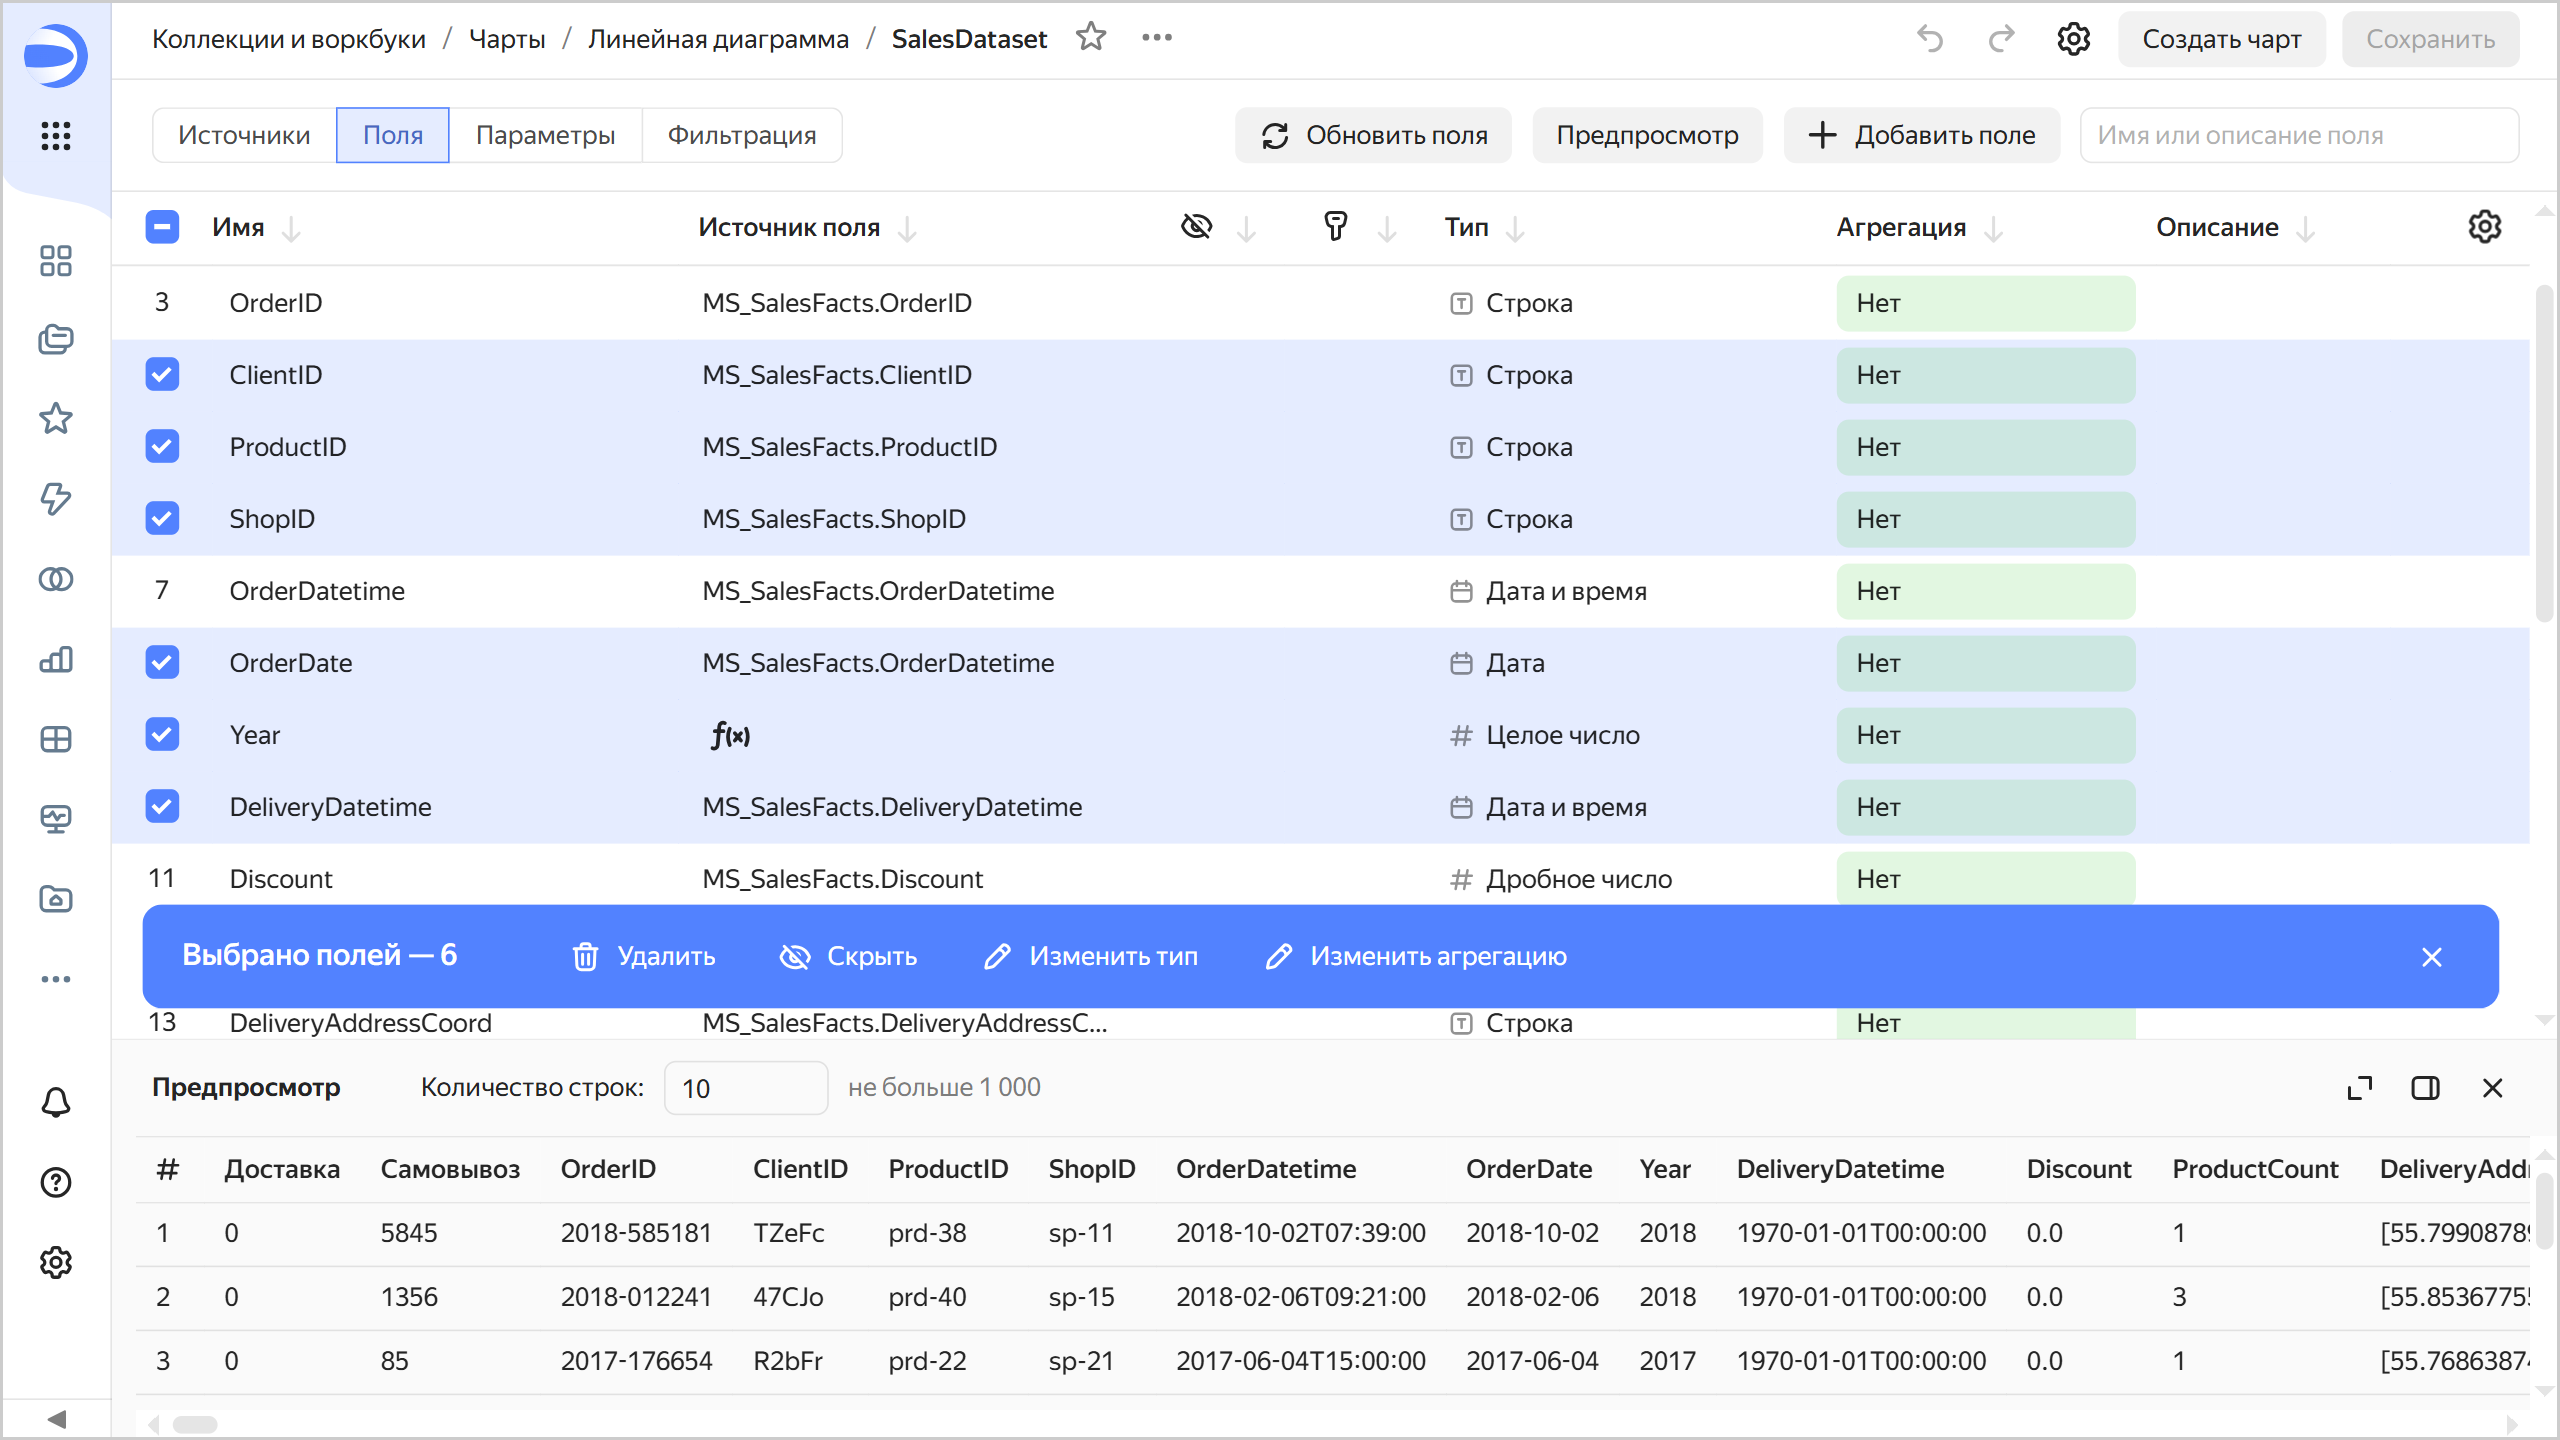 Коллекции и воркбуки / Чарты / Линейная диаграмма / SalesDataset
Создать чарт
Сохранить
Источники Поля Параметры Фильтрация
Обновить поля
Предпросмотр
Добавить поле
Имя или описание поля
Имя Источник поля Тип Агрегация Описание
3 OrderID MS_SalesFacts.OrderID Строка Нет
ClientID MS_SalesFacts.ClientID Строка Нет
ProductID MS_SalesFacts.ProductID Строка Нет
ShopID MS_SalesFacts.ShopID Строка Нет
7 OrderDatetime MS_SalesFacts.OrderDatetime Дата и время Нет
OrderDate MS_SalesFacts.OrderDatetime Дата Нет
Year f(x) Целое число Нет
DeliveryDatetime MS_SalesFacts.DeliveryDatetime Дата и время Нет
11 Discount MS_SalesFacts.Discount Дробное число Нет
Выбрано полей — 6 Удалить Скрыть Изменить тип Изменить агрегацию
13 DeliveryAddressCoord MS_SalesFacts.DeliveryAddressC... Строка Нет
Предпросмотр Количество строк: 10 не больше 1 000
# Доставка Самовывоз OrderID ClientID ProductID ShopID OrderDatetime OrderDate Year DeliveryDatetime Discount ProductCount DeliveryAddr
1 0 5845 2018-585181 TZeFc prd-38 sp-11 2018-10-02T07:39:00 2018-10-02 2018 1970-01-01T00:00:00 0.0 1 [55.79908789
2 0 1356 2018-012241 47CJo prd-40 sp-15 2018-02-06T09:21:00 2018-02-06 2018 1970-01-01T00:00:00 0.0 3 [55.85367755
3 0 85 2017-176654 R2bFr prd-22 sp-21 2017-06-04T15:00:00 2017-06-04 2017 1970-01-01T00:00:00 0.0 1 [55.76863874